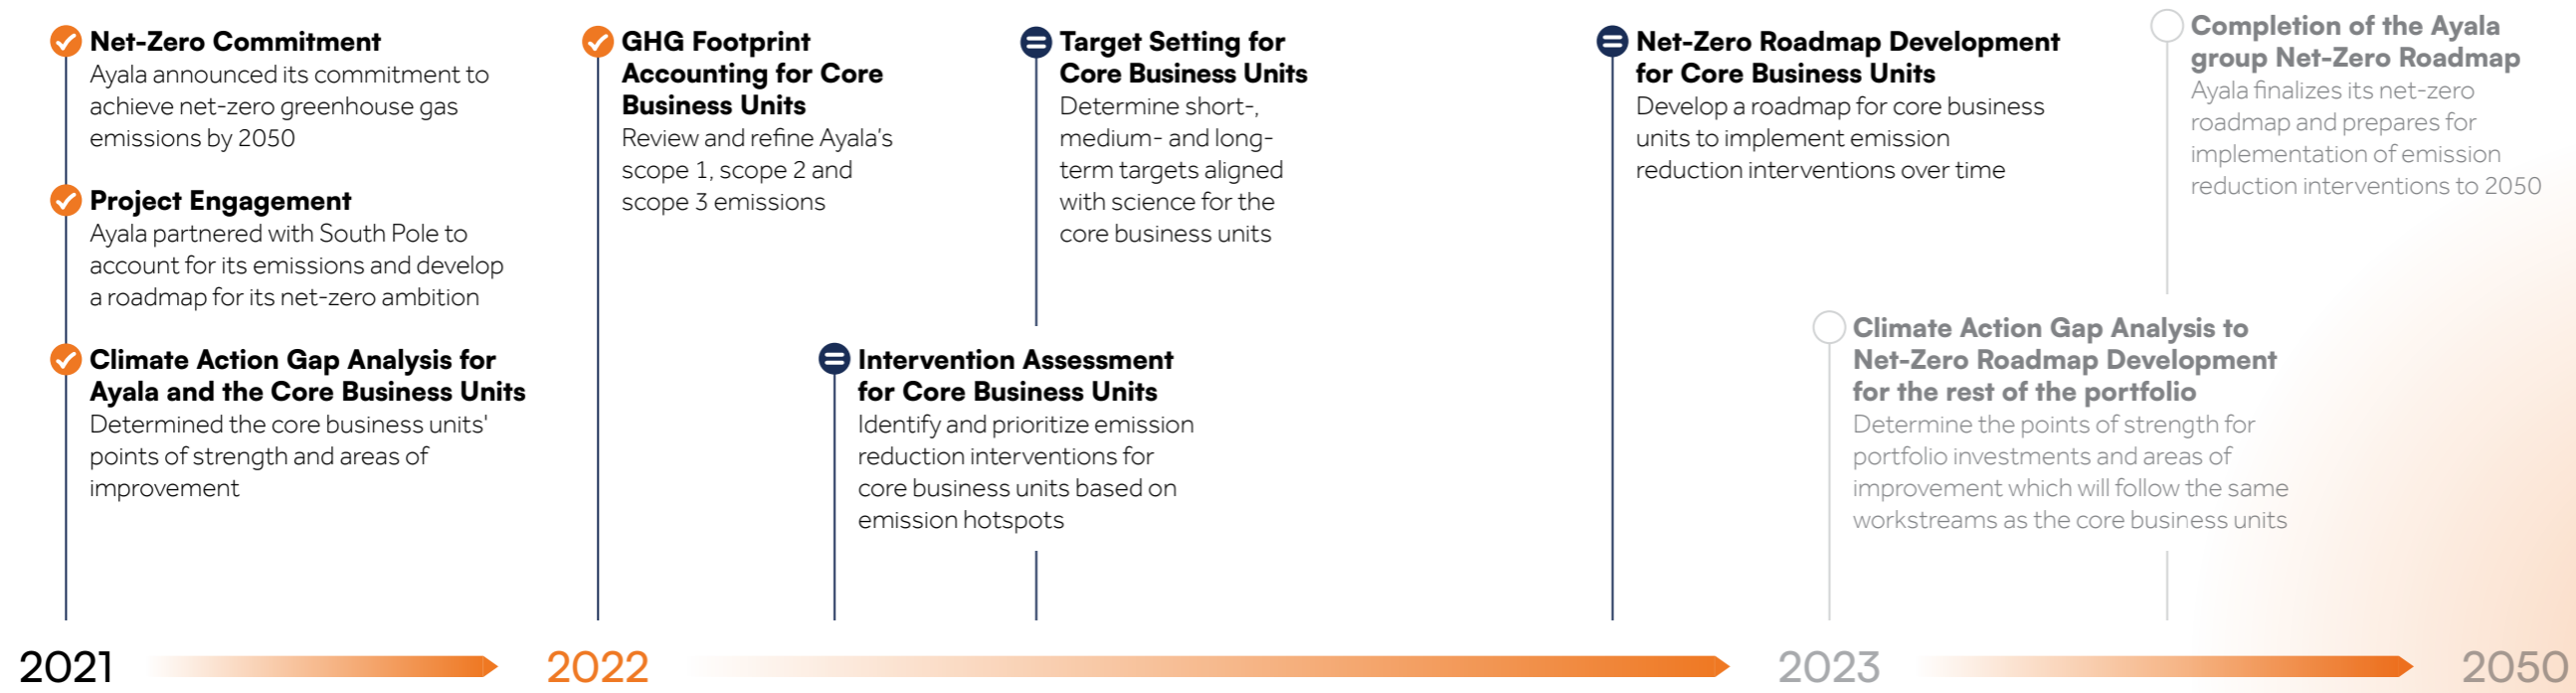 Net-Zero Commitment
Ayala announced its commitment to
achieve net-zero greenhouse gas
emissions by 2050
Project Engagement
Ayala partnered with South Pole to
account for its emissions and develop
a roadmap for its net-zero ambition
Climate Action Gap Analysis for
Ayala and the Core Business Units
Determined the core business units'
points of strength and areas of
improvement
GHG Footprint
Accounting for Core
Business Units
Review and refine Ayala's
scope 1, scope 2 and
scope 3 emissions
Intervention Assessment
for Core Business Units
Identify and prioritize emission
reduction interventions for
core business units based on
emission hotspots
Target Setting for
Core Business Units
Determine short-,
medium- and long-
term targets aligned
with science for the
core business units
Net-Zero Roadmap Development
for Core Business Units
Develop a roadmap for core business
units to implement emission
reduction interventions over time
Climate Action Gap Analysis to
Net-Zero Roadmap Development
for the rest of the portfolio
Determine the points of strength for
portfolio investments and areas of
improvement which will follow the same
workstreams as the core business units
Completion of the Ayala
group Net-Zero Roadmap
Ayala finalizes its net-zero
roadmap and prepares for
implementation of emission
reduction interventions to 2050
2021
2022
2023
2050